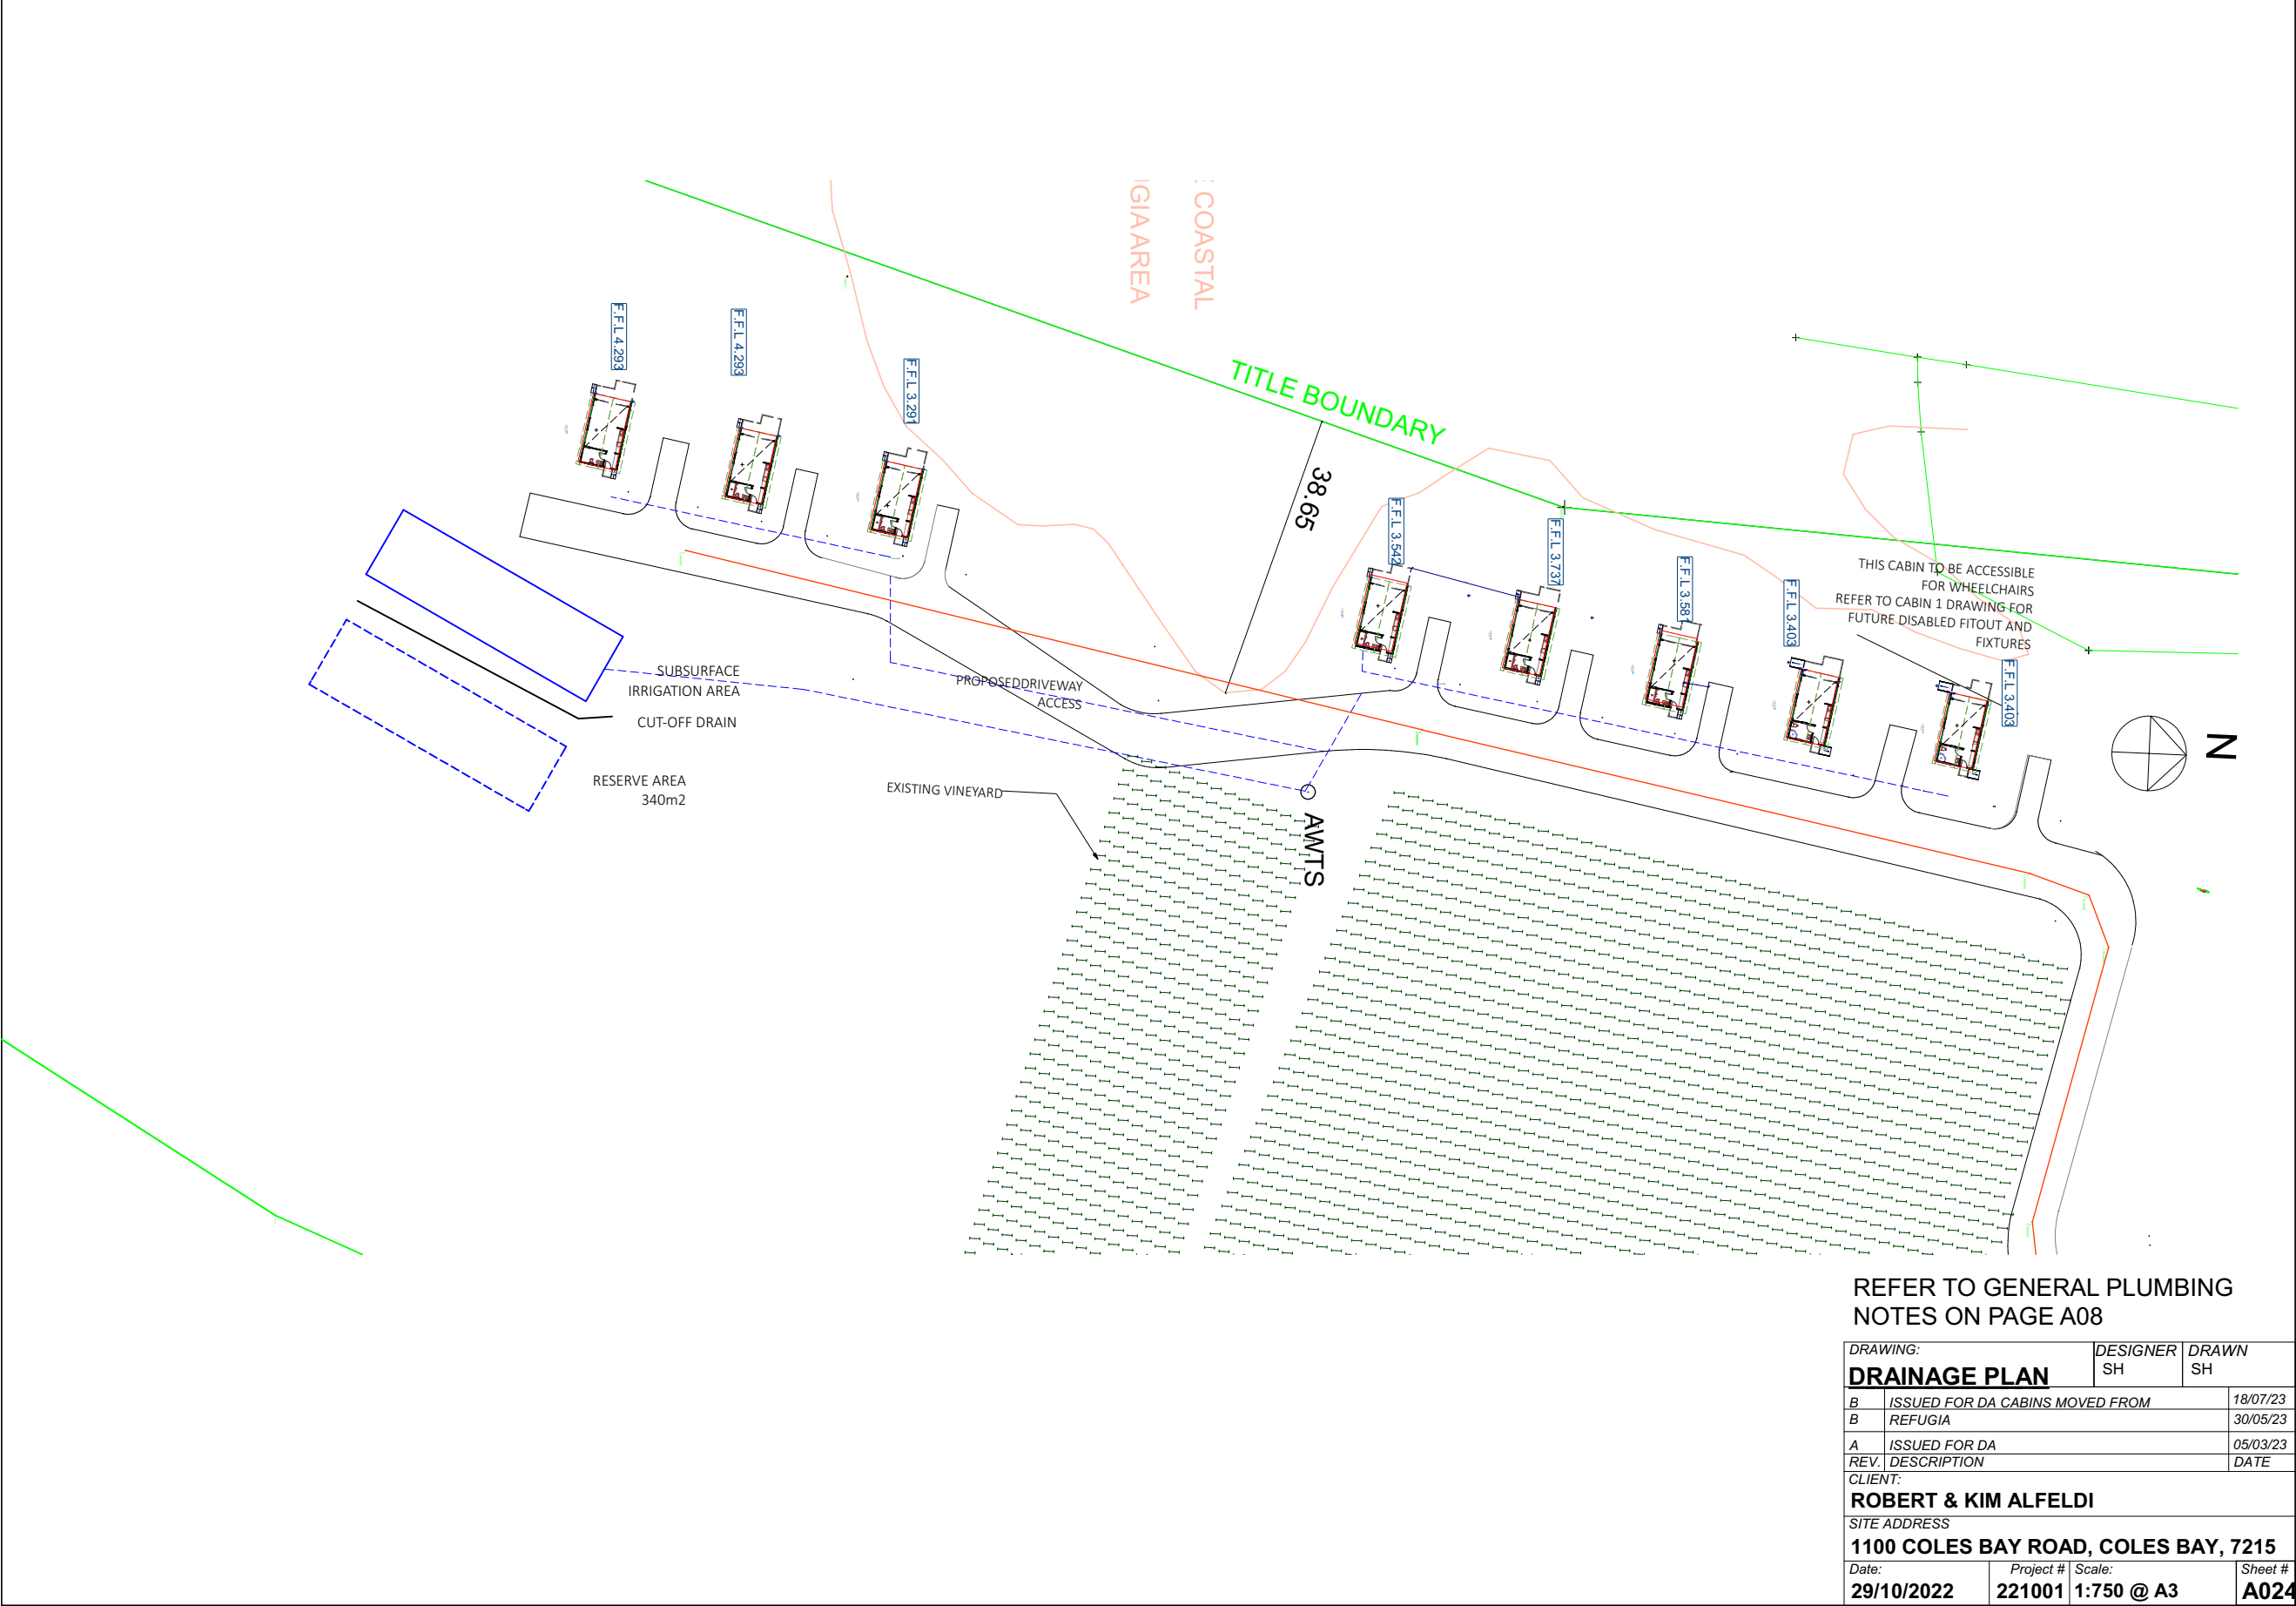 : COASTAL
IGIA AREA
F.F.L 4.293
F.F.L 4.293
F.F.L 3.291
TITLE BOUNDARY
38.65
F.F.L 3.542
F.F.L 3.737
F.F.L 3.581
F.F.L 3.403
THIS CABIN TO BE ACCESSIBLE
FOR WHEELCHAIRS
REFER TO CABIN 1 DRAWING FOR
FUTURE DISABLED FITOUT AND
FIXTURES
F.F.L 3.403
SUBSURFACE
IRRIGATION AREA
CUT-OFF DRAIN
PROPOSEDDRIVEWAY
ACCESS
RESERVE AREA
340m2
EXISTING VINEYARD
AWTS
N
REFER TO GENERAL PLUMBING
NOTES ON PAGE A08
DRAWING: DESIGNER DRAWN
DRAINAGE PLAN SH SH
B ISSUED FOR DA CABINS MOVED FROM 18/07/23
B REFUGIA 30/05/23
A ISSUED FOR DA 05/03/23
REV. DESCRIPTION DATE
CLIENT:
ROBERT & KIM ALFELDI
SITE ADDRESS
1100 COLES BAY ROAD, COLES BAY, 7215
Date: Project # Scale: Sheet #
29/10/2022 221001 1:750 @ A3 A024